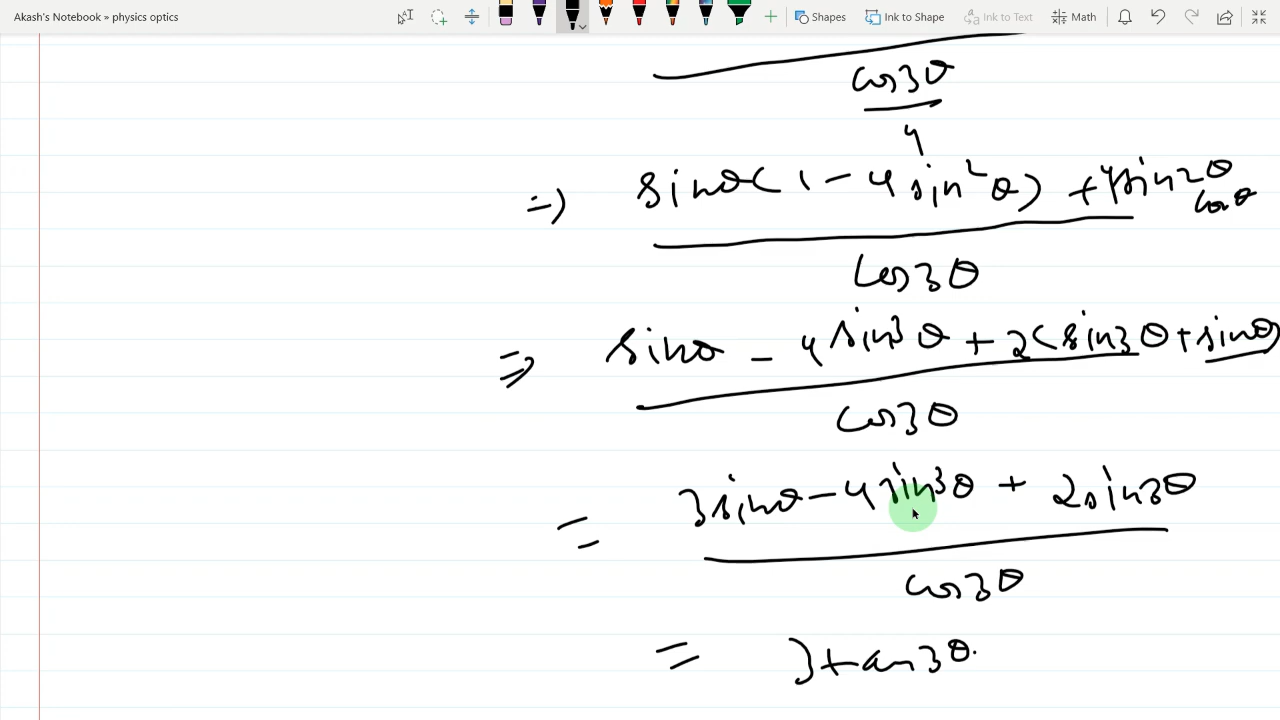 Akash's Notebook » physics optics
Shapes
Ink to Shape
Ink to Text
Math
cos3θ
4
=> sinθ(1 - 4sin²θ) + 4sin2θ cosθ
cos3θ
=> sinθ - 4sin³θ + 2(sin3θ + sinθ)
cos3θ
= 3sinθ - 4sin³θ + 2sin3θ
cos3θ
= 3tan3θ.